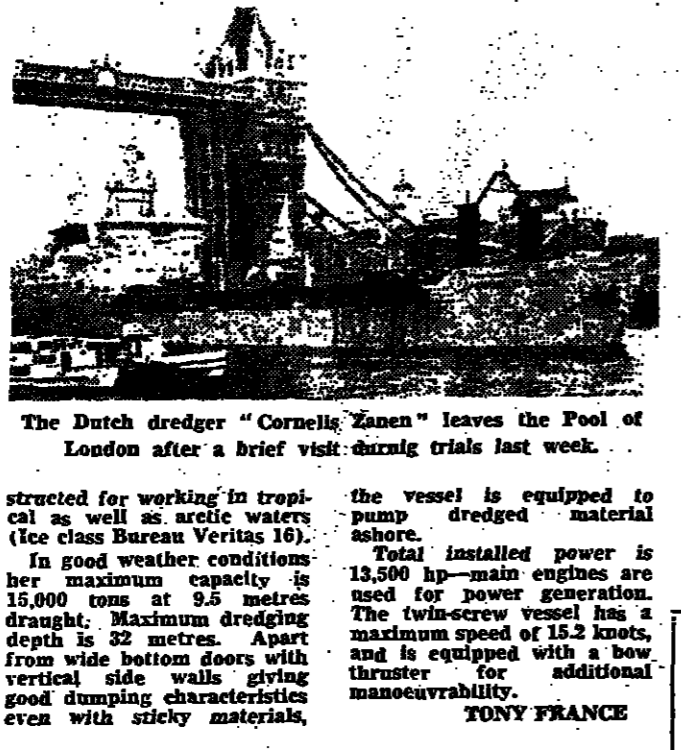 The Dutch dredger "Cornelis Zanen" leaves the Pool of
London after a brief visit durnig trials last week.
structed for working in tropi-
cal as well as arctic waters
(Ice class Bureau Veritas 16).
In good weather conditions
her maximum capacity is
15,000 tons at 9.5 metres
draught. Maximum dredging
depth is 32 metres. Apart
from wide bottom doors with
vertical side walls giving
good dumping characteristics
even with sticky materials,
the vessel is equipped to
pump dredged material
ashore.
Total installed power is
13,500 hp—main engines are
used for power generation.
The twin-screw vessel has a
maximum speed of 15.2 knots,
and is equipped with a bow
thruster for additional
manoeuvrability.
TONY FRANCE